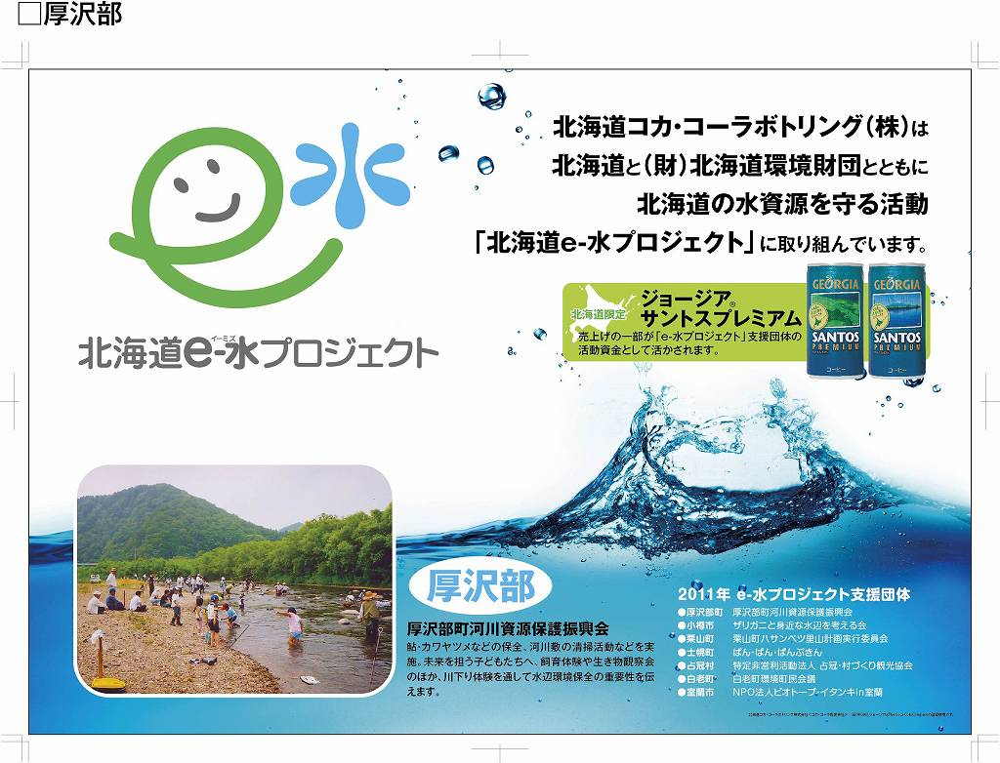 □厚沢部
北海道コカ・コーラボトリング(株)は
北海道と(財)北海道環境財団とともに
北海道の水資源を守る活動
「北海道e-水プロジェクト」に取り組んでいます。
e水
イーミズ
北海道e-水プロジェクト
北海道限定
ジョージア®
サントスプレミアム
売上げの一部が「e-水プロジェクト」支援団体の
活動資金として活かされます。
GEORGIA
SANTOS
PREMIUM
コーヒー
GEORGIA
SANTOS
PREMIUM
コーヒー
厚沢部
厚沢部町河川資源保護振興会
鮎・カワヤツメなどの保全、河川敷の清掃活動などを実
施。未来を担う子どもたちへ、飼育体験や生き物観察会
のほか、川下り体験を通して水辺環境保全の重要性を伝
えます。
2011年 e-水プロジェクト支援団体
●厚沢部町 厚沢部町河川資源保護振興会
●小樽市 ザリガニと身近な水辺を考える会
●栗山町 栗山町ハサンベツ里山計画実行委員会
●士幌町 ぱん・ぱん・ぱんぷきん
●占冠村 特定非営利活動法人 占冠・村づくり観光協会
●白老町 白老町環境町民会議
●室蘭市 NPO法人ビオトープ・イタンキin室蘭